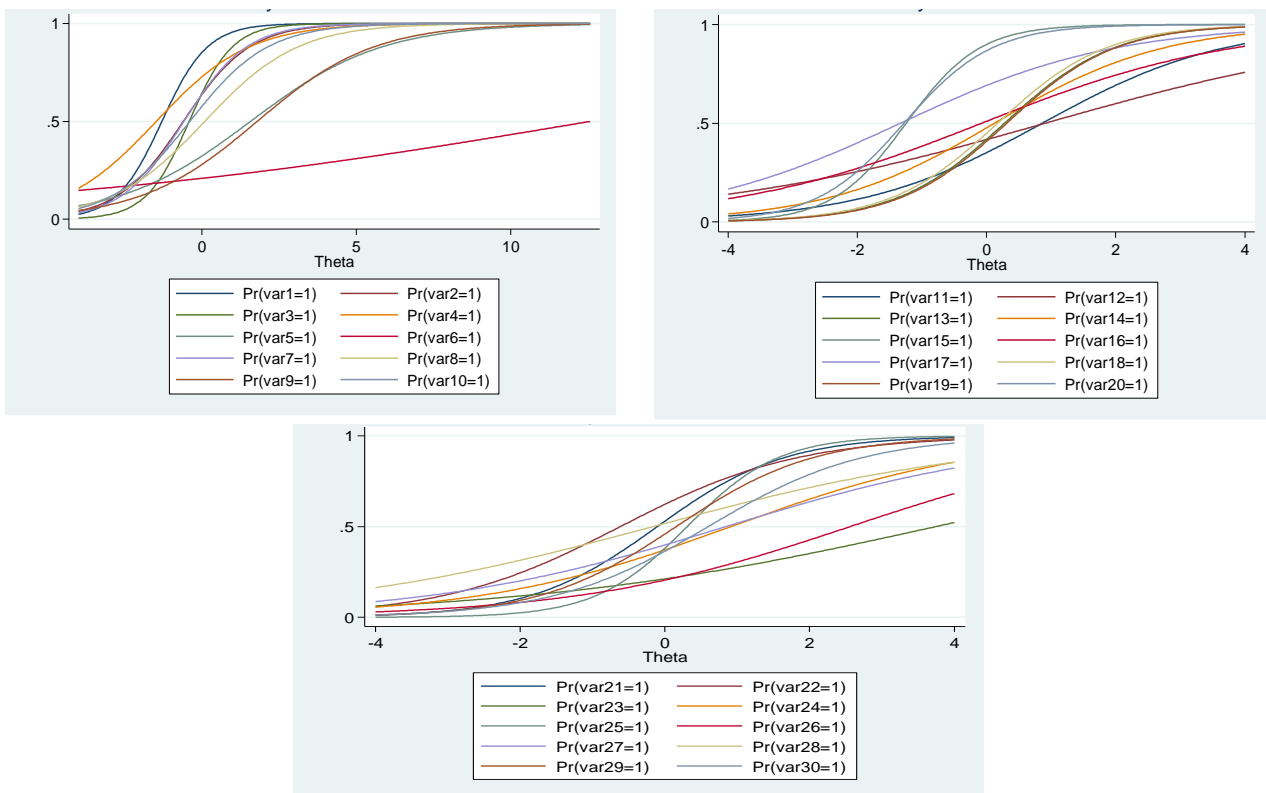 1
.5
0
0 5 10
Theta
Pr(var1=1) Pr(var2=1)
Pr(var3=1) Pr(var4=1)
Pr(var5=1) Pr(var6=1)
Pr(var7=1) Pr(var8=1)
Pr(var9=1) Pr(var10=1)
1
.5
0
-4 -2 0 2 4
Theta
Pr(var11=1) Pr(var12=1)
Pr(var13=1) Pr(var14=1)
Pr(var15=1) Pr(var16=1)
Pr(var17=1) Pr(var18=1)
Pr(var19=1) Pr(var20=1)
1
.5
0
-4 -2 0 2 4
Theta
Pr(var21=1) Pr(var22=1)
Pr(var23=1) Pr(var24=1)
Pr(var25=1) Pr(var26=1)
Pr(var27=1) Pr(var28=1)
Pr(var29=1) Pr(var30=1)